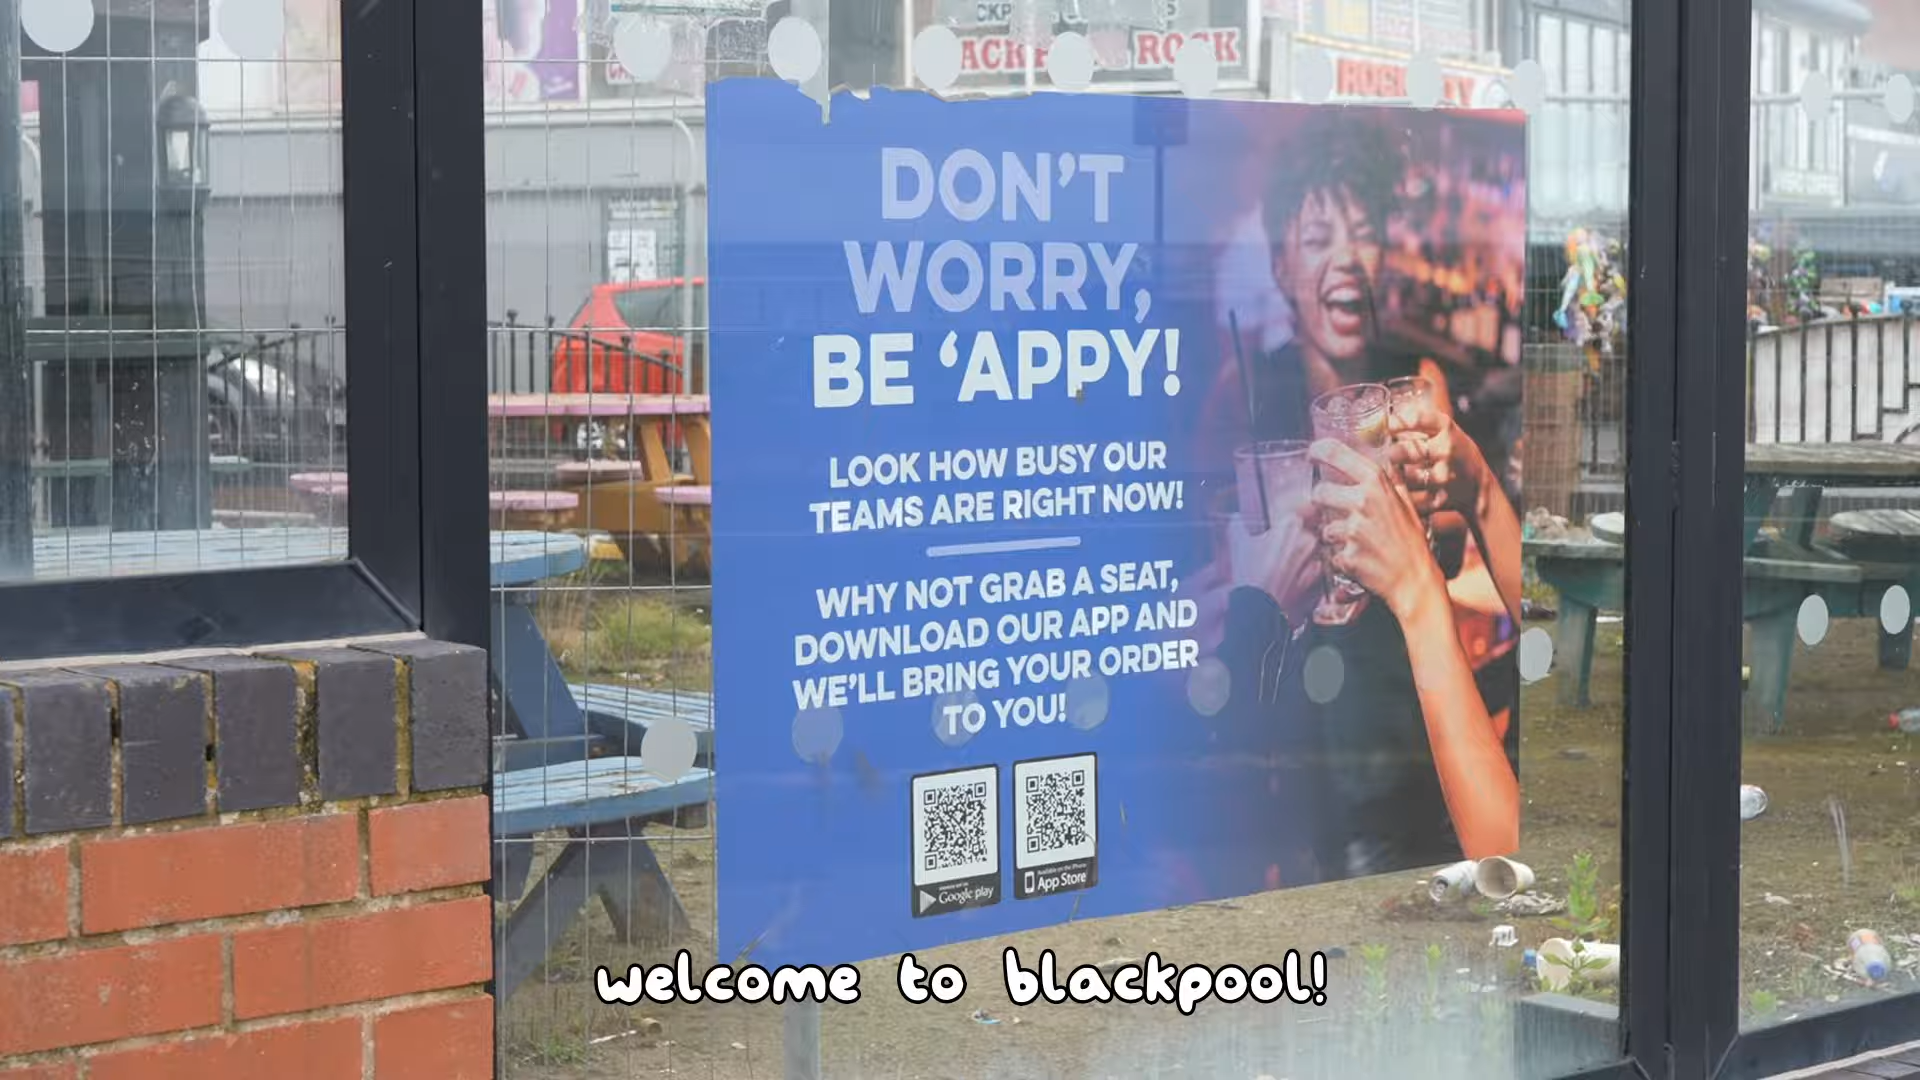 ROCK
DON'T
WORRY,
BE 'APPY!
LOOK HOW BUSY OUR
TEAMS ARE RIGHT NOW!
WHY NOT GRAB A SEAT,
DOWNLOAD OUR APP AND
WE'LL BRING YOUR ORDER
TO YOU!
Google play
App Store
welcome to blackpool!